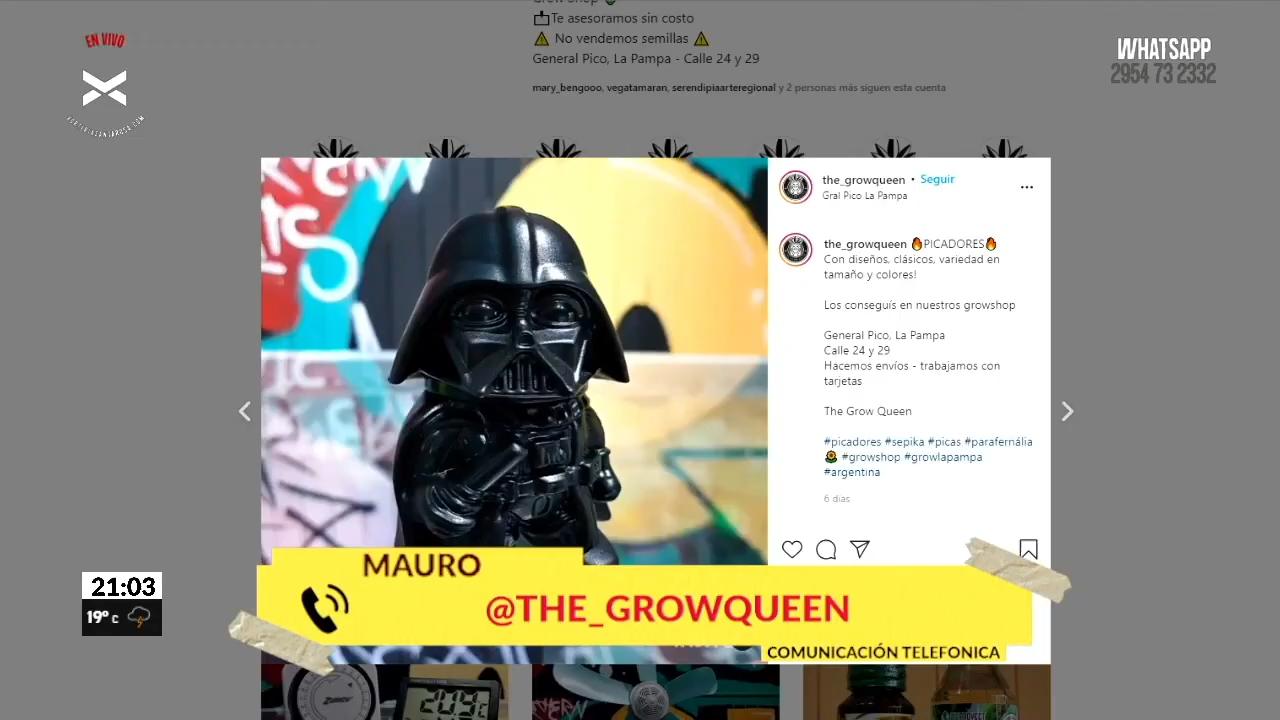 Te asesoramos sin costo
No vendemos semillas
General Pico, La Pampa - Calle 24 y 29
mary_bengooo, vegatamaran, serendipiaarteregional y 2 personas más siguen esta cuenta
EN VIVO
WHATSAPP
2954 73 2332
the_growqueen • Seguir
Gral Pico La Pampa
the_growqueen 🔥PICADORES🔥
Con diseños, clásicos, variedad en
tamaño y colores!
Los conseguís en nuestros growshop
General Pico, La Pampa
Calle 24 y 29
Hacemos envíos - trabajamos con
tarjetas
The Grow Queen
#picadores #sepika #picas #parafernália
🌻 #growshop #growlapampa
#argentina
6 días
MAURO
@THE_GROWQUEEN
COMUNICACIÓN TELEFONICA
21:03
19º c